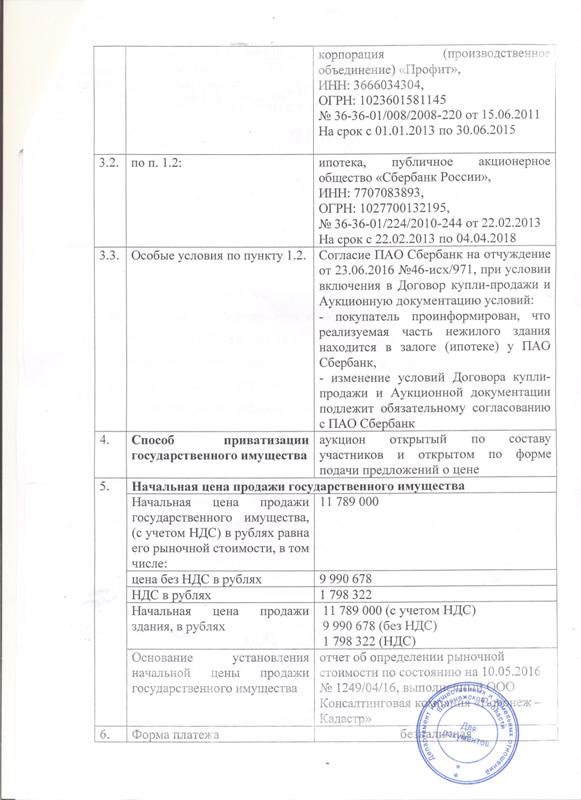 корпорация (производственное
объединение) «Профит»,
ИНН: 3666034304,
ОГРН: 1023601581145
№ 36-36-01/008/2008-220 от 15.06.2011
На срок с 01.01.2013 по 30.06.2015
3.2. по п. 1.2:
ипотека, публичное акционерное
общество «Сбербанк России»,
ИНН: 7707083893,
ОГРН: 1027700132195,
№ 36-36-01/224/2010-244 от 22.02.2013
На срок с 22.02.2013 по 04.04.2018
3.3. Особые условия по пункту 1.2.
Согласие ПАО Сбербанк на отчуждение
от 23.06.2016 №46-исх/971, при условии
включения в Договор купли-продажи и
Аукционную документацию условий:
- покупатель проинформирован, что
реализуемая часть нежилого здания
находится в залоге (ипотеке) у ПАО
Сбербанк,
- изменение условий Договора купли-
продажи и Аукционной документации
подлежит обязательному согласованию
с ПАО Сбербанк
4. Способ приватизации
государственного имущества
аукцион открытый по составу
участников и открытом по форме
подачи предложений о цене
5. Начальная цена продажи государственного имущества
Начальная цена продажи
государственного имущества,
(с учетом НДС) в рублях равна
его рыночной стоимости, в том
числе:
11 789 000
цена без НДС в рублях 9 990 678
НДС в рублях 1 798 322
Начальная цена продажи
здания, в рублях
11 789 000 (с учетом НДС)
9 990 678 (без НДС)
1 798 322 (НДС)
Основание установления
начальной цены продажи
государственного имущества
отчет об определении рыночной
стоимости по состоянию на 10.05.2016
№ 1249/04/16, выполненный ООО
Консалтинговая компания «Воронеж –
Кадастр»
6. Форма платежа безналичная
Департамент имущественных и земельных отношений
Воронежской области
Для
документов